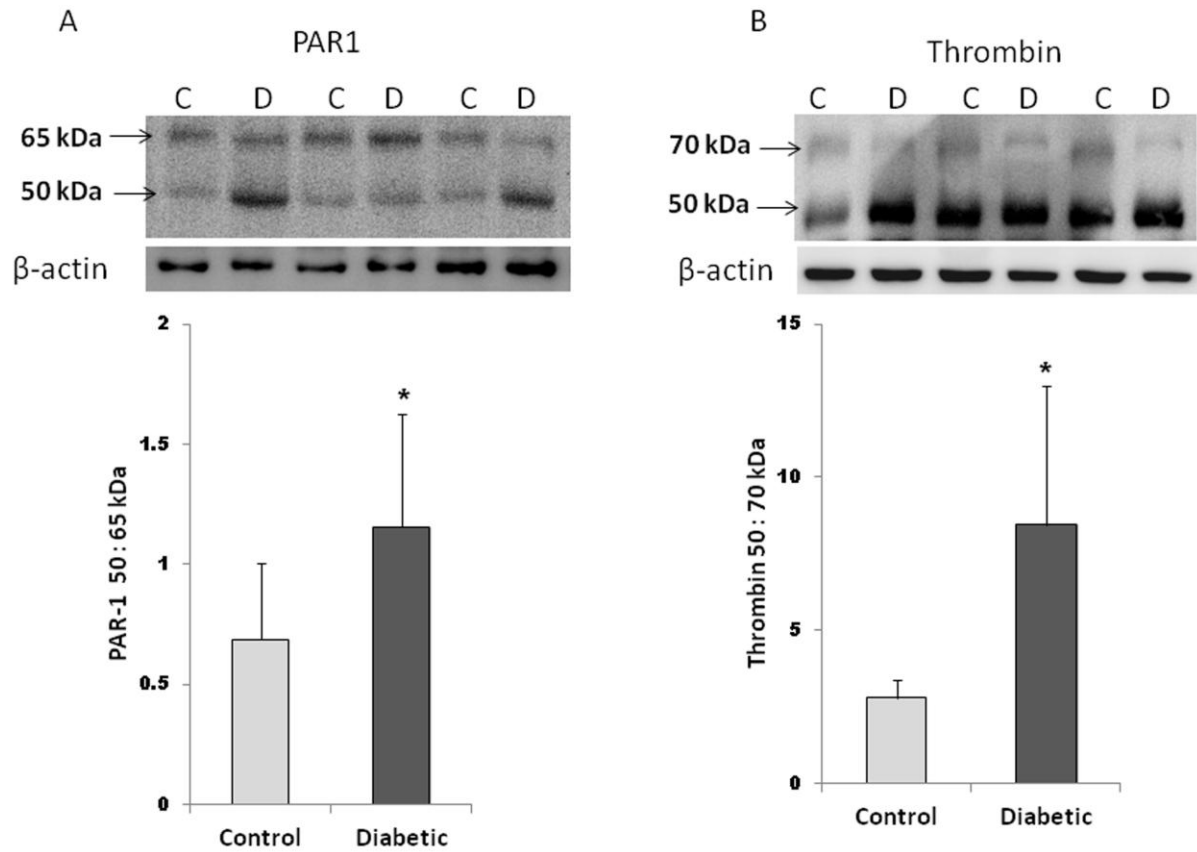 A
PAR1
C D C D C D
65 kDa
50 kDa
β-actin
2
1.5
1
0.5
0
PAR-1 50 : 65 kDa
*
Control Diabetic
B
Thrombin
C D C D C D
70 kDa
50 kDa
β-actin
15
10
5
0
Thrombin 50 : 70 kDa
*
Control Diabetic